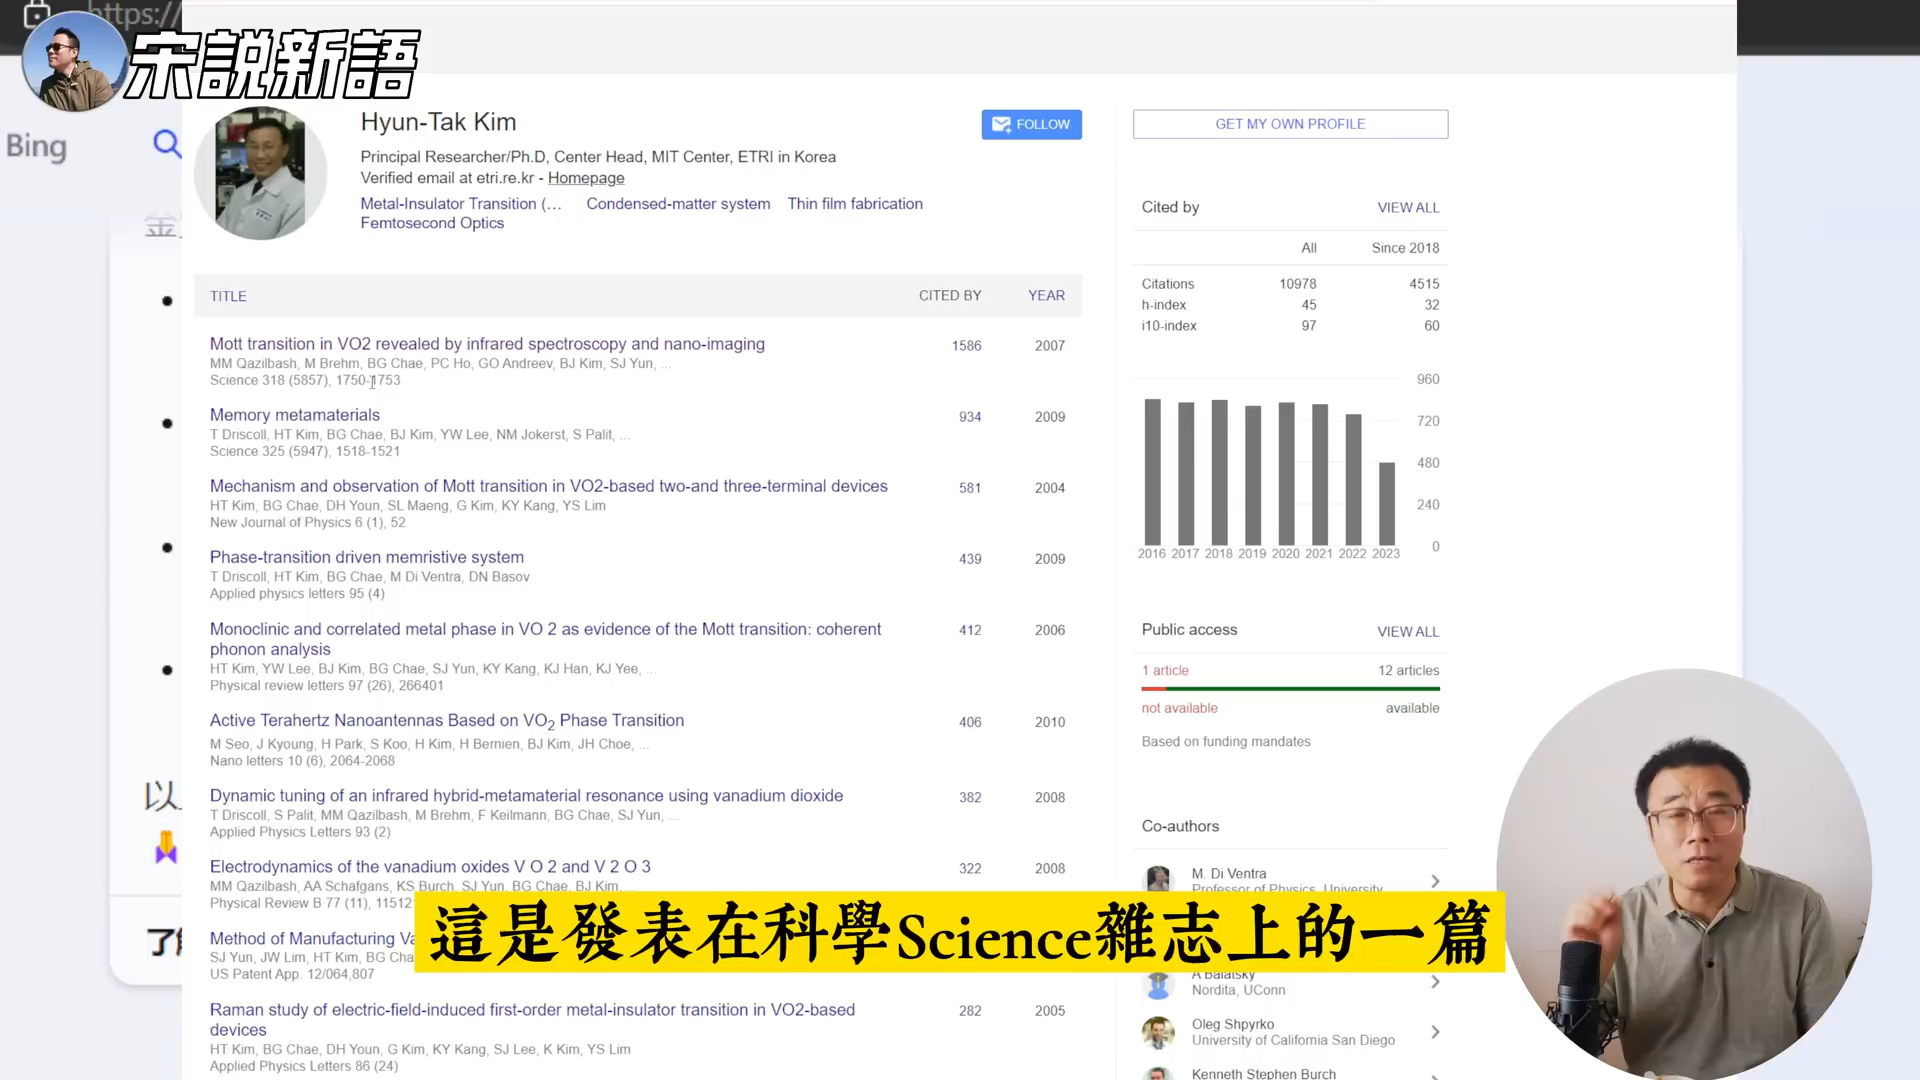 https://
宋説新語
Bing
Hyun-Tak Kim
FOLLOW
Principal Researcher/Ph.D, Center Head, MIT Center, ETRI in Korea
Verified email at etri.re.kr - Homepage
Metal-Insulator Transition (… Condensed-matter system Thin film fabrication
Femtosecond Optics
TITLE CITED BY YEAR
Mott transition in VO2 revealed by infrared spectroscopy and nano-imaging 1586 2007
MM Qazilbash, M Brehm, BG Chae, PC Ho, GO Andreev, BJ Kim, SJ Yun, ...
Science 318 (5857), 1750-1753
Memory metamaterials 934 2009
T Driscoll, HT Kim, BG Chae, BJ Kim, YW Lee, NM Jokerst, S Palit, ...
Science 325 (5947), 1518-1521
Mechanism and observation of Mott transition in VO2-based two-and three-terminal devices 581 2004
HT Kim, BG Chae, DH Youn, SL Maeng, G Kim, KY Kang, YS Lim
New Journal of Physics 6 (1), 52
Phase-transition driven memristive system 439 2009
T Driscoll, HT Kim, BG Chae, M Di Ventra, DN Basov
Applied physics letters 95 (4)
Monoclinic and correlated metal phase in VO 2 as evidence of the Mott transition: coherent 412 2006
phonon analysis
HT Kim, YW Lee, BJ Kim, BG Chae, SJ Yun, KY Kang, KJ Han, KJ Yee, ...
Physical review letters 97 (26), 266401
Active Terahertz Nanoantennas Based on VO2 Phase Transition 406 2010
M Seo, J Kyoung, H Park, S Koo, H Kim, H Bernien, BJ Kim, JH Choe, ...
Nano letters 10 (6), 2064-2068
Dynamic tuning of an infrared hybrid-metamaterial resonance using vanadium dioxide 382 2008
T Driscoll, S Palit, MM Qazilbash, M Brehm, F Keilmann, BG Chae, SJ Yun, ...
Applied Physics Letters 93 (2)
Electrodynamics of the vanadium oxides V O 2 and V 2 O 3 322 2008
MM Qazilbash, AA Schafgans, KS Burch, SJ Yun, BG Chae, BJ Kim, ...
Physical Review B 77 (11), 11512
Method of Manufacturing Va
SJ Yun, JW Lim, HT Kim, BG Cha
US Patent App. 12/064,807
Raman study of electric-field-induced first-order metal-insulator transition in VO2-based 282 2005
devices
HT Kim, BG Chae, DH Youn, G Kim, KY Kang, SJ Lee, K Kim, YS Lim
Applied Physics Letters 86 (24)
GET MY OWN PROFILE
Cited by VIEW ALL
All Since 2018
Citations 10978 4515
h-index 45 32
i10-index 97 60
960
720
480
240
0
2016 2017 2018 2019 2020 2021 2022 2023
Public access VIEW ALL
1 article 12 articles
not available available
Based on funding mandates
Co-authors
M. Di Ventra
Professor of Physics, University
A Balatsky
Nordita, UConn
Oleg Shpyrko
University of California San Diego
Kenneth Stephen Burch
以
了
這是發表在科學Science雜志上的一篇